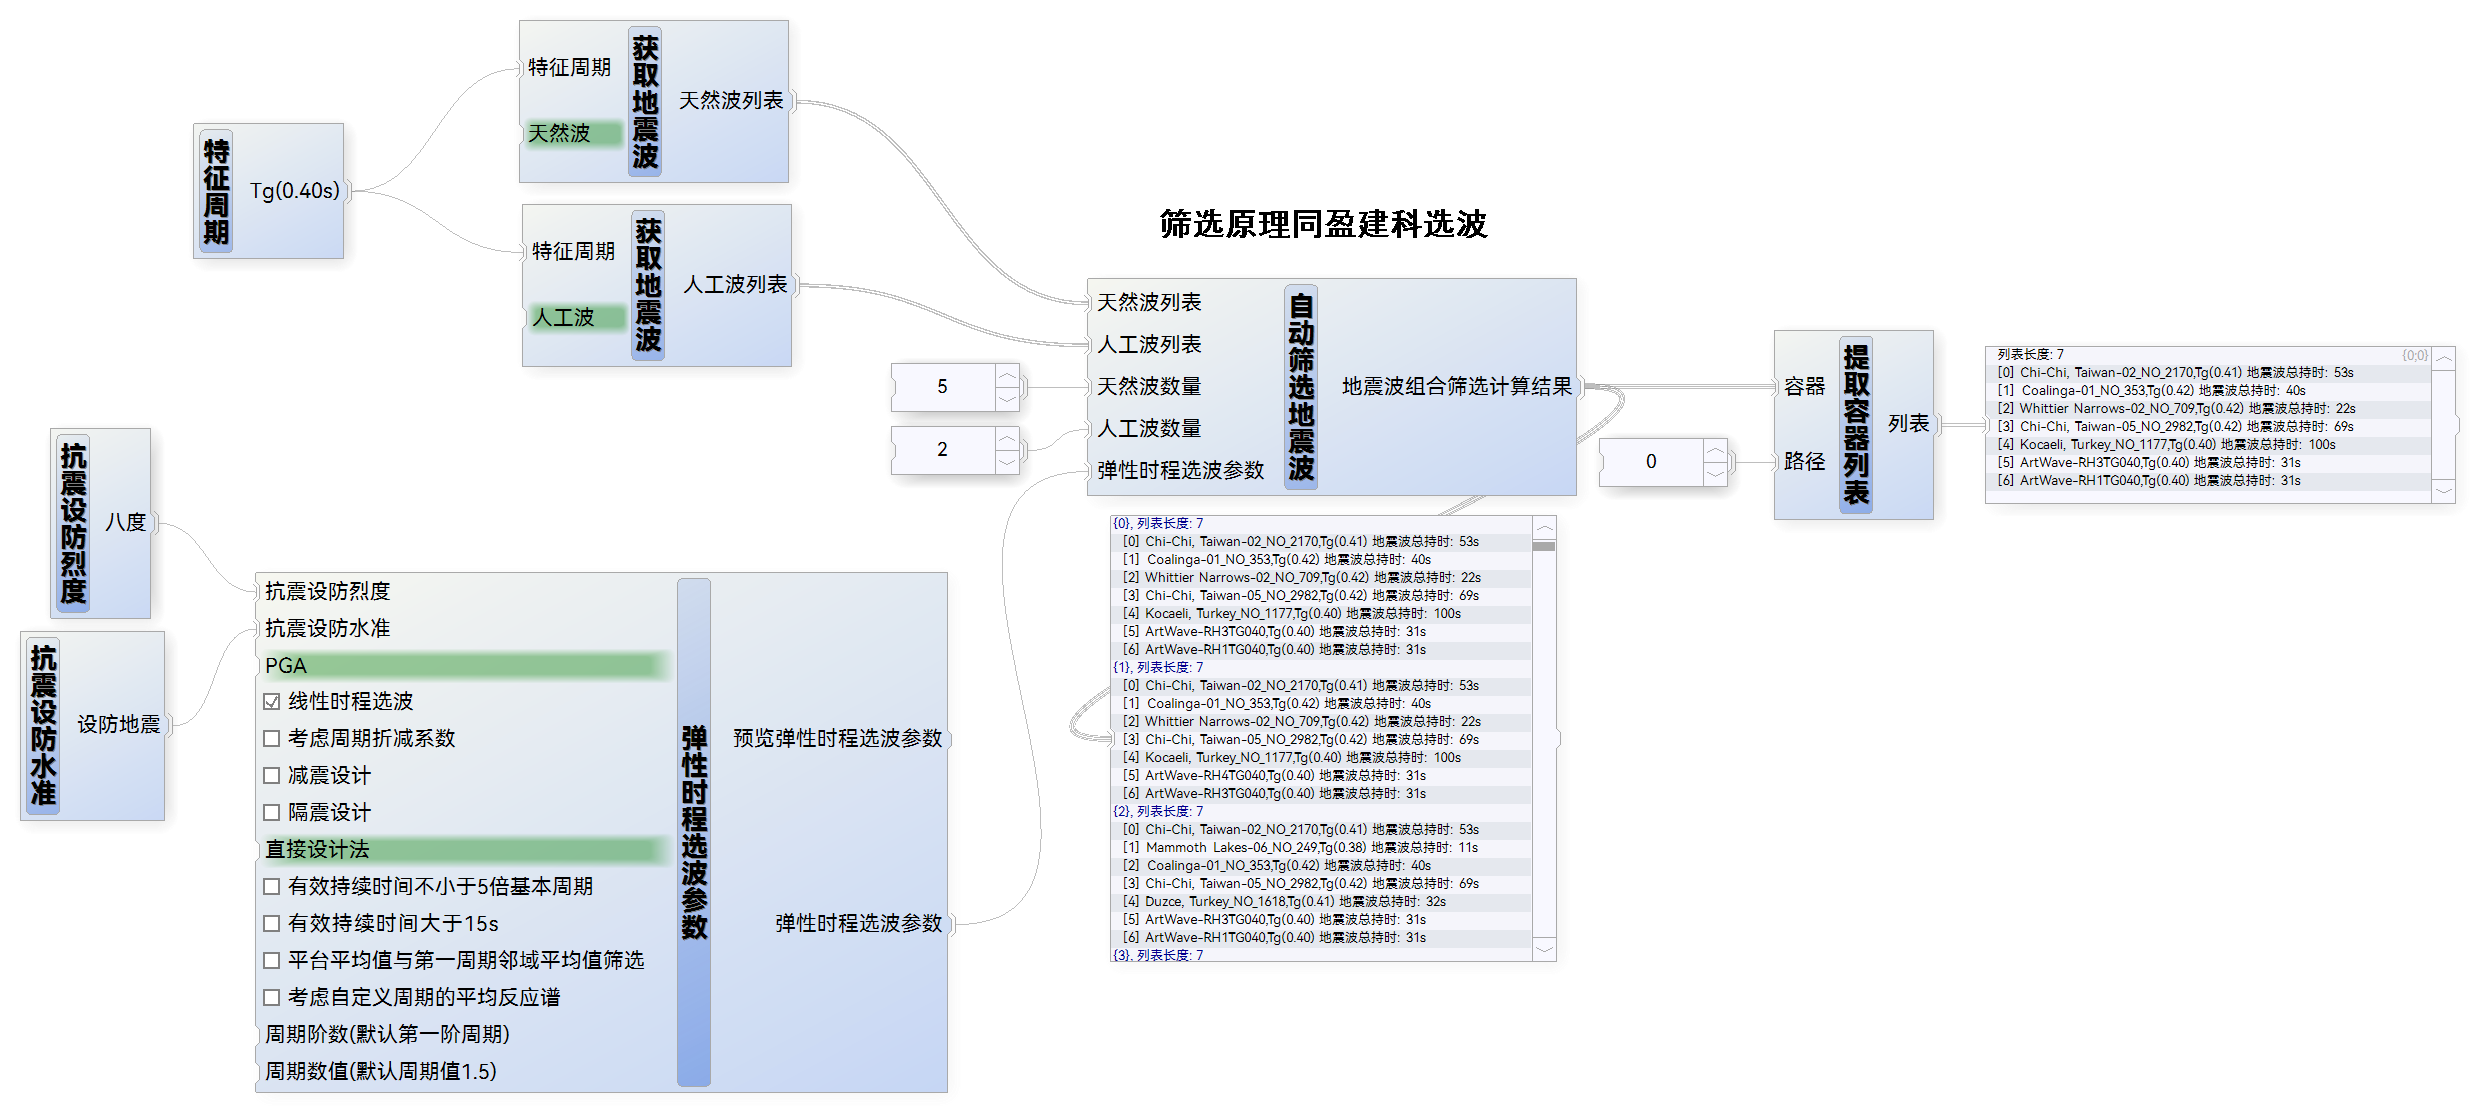 特征周期
Tg(0.40s)
特征周期
天然波
获取地震波
天然波列表
特征周期
人工波
获取地震波
人工波列表
筛选原理同盈建科选波
天然波列表
人工波列表
天然波数量
人工波数量
弹性时程选波参数
自动筛选地震波
地震波组合筛选计算结果
5
2
容器
路径
提取容器列表
列表
0
列表长度: 7 {0;0}
[0] Chi-Chi, Taiwan-02_NO_2170,Tg(0.41) 地震波总持时: 53s
[1] Coalinga-01_NO_353,Tg(0.42) 地震波总持时: 40s
[2] Whittier Narrows-02_NO_709,Tg(0.42) 地震波总持时: 22s
[3] Chi-Chi, Taiwan-05_NO_2982,Tg(0.42) 地震波总持时: 69s
[4] Kocaeli, Turkey_NO_1177,Tg(0.40) 地震波总持时: 100s
[5] ArtWave-RH3TG040,Tg(0.40) 地震波总持时: 31s
[6] ArtWave-RH1TG040,Tg(0.40) 地震波总持时: 31s
抗震设防烈度
八度
抗震设防水准
设防地震
抗震设防烈度
抗震设防水准
PGA
线性时程选波
考虑周期折减系数
减震设计
隔震设计
直接设计法
有效持续时间不小于5倍基本周期
有效持续时间大于15s
平台平均值与第一周期邻域平均值筛选
考虑自定义周期的平均反应谱
周期阶数(默认第一阶周期)
周期数值(默认周期值1.5)
弹性时程选波参数
预览弹性时程选波参数
弹性时程选波参数
{0}, 列表长度: 7
[0] Chi-Chi, Taiwan-02_NO_2170,Tg(0.41) 地震波总持时: 53s
[1] Coalinga-01_NO_353,Tg(0.42) 地震波总持时: 40s
[2] Whittier Narrows-02_NO_709,Tg(0.42) 地震波总持时: 22s
[3] Chi-Chi, Taiwan-05_NO_2982,Tg(0.42) 地震波总持时: 69s
[4] Kocaeli, Turkey_NO_1177,Tg(0.40) 地震波总持时: 100s
[5] ArtWave-RH3TG040,Tg(0.40) 地震波总持时: 31s
[6] ArtWave-RH1TG040,Tg(0.40) 地震波总持时: 31s
{1}, 列表长度: 7
[0] Chi-Chi, Taiwan-02_NO_2170,Tg(0.41) 地震波总持时: 53s
[1] Coalinga-01_NO_353,Tg(0.42) 地震波总持时: 40s
[2] Whittier Narrows-02_NO_709,Tg(0.42) 地震波总持时: 22s
[3] Chi-Chi, Taiwan-05_NO_2982,Tg(0.42) 地震波总持时: 69s
[4] Kocaeli, Turkey_NO_1177,Tg(0.40) 地震波总持时: 100s
[5] ArtWave-RH4TG040,Tg(0.40) 地震波总持时: 31s
[6] ArtWave-RH3TG040,Tg(0.40) 地震波总持时: 31s
{2}, 列表长度: 7
[0] Chi-Chi, Taiwan-02_NO_2170,Tg(0.41) 地震波总持时: 53s
[1] Mammoth Lakes-06_NO_249,Tg(0.38) 地震波总持时: 11s
[2] Coalinga-01_NO_353,Tg(0.42) 地震波总持时: 40s
[3] Chi-Chi, Taiwan-05_NO_2982,Tg(0.42) 地震波总持时: 69s
[4] Duzce, Turkey_NO_1618,Tg(0.41) 地震波总持时: 32s
[5] ArtWave-RH3TG040,Tg(0.40) 地震波总持时: 31s
[6] ArtWave-RH1TG040,Tg(0.40) 地震波总持时: 31s
{3}, 列表长度: 7